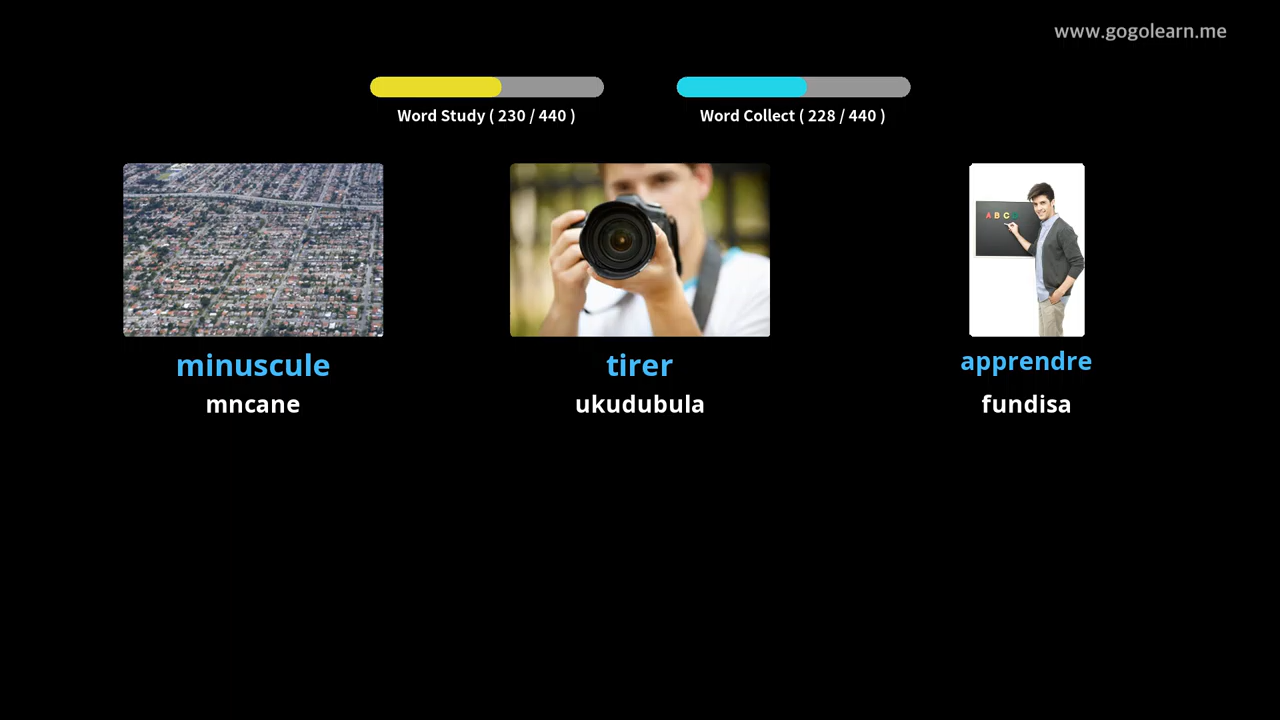 www.gogolearn.me
Word Study ( 230 / 440 )
Word Collect ( 228 / 440 )
A B C D
minuscule
mncane
tirer
ukudubula
apprendre
fundisa